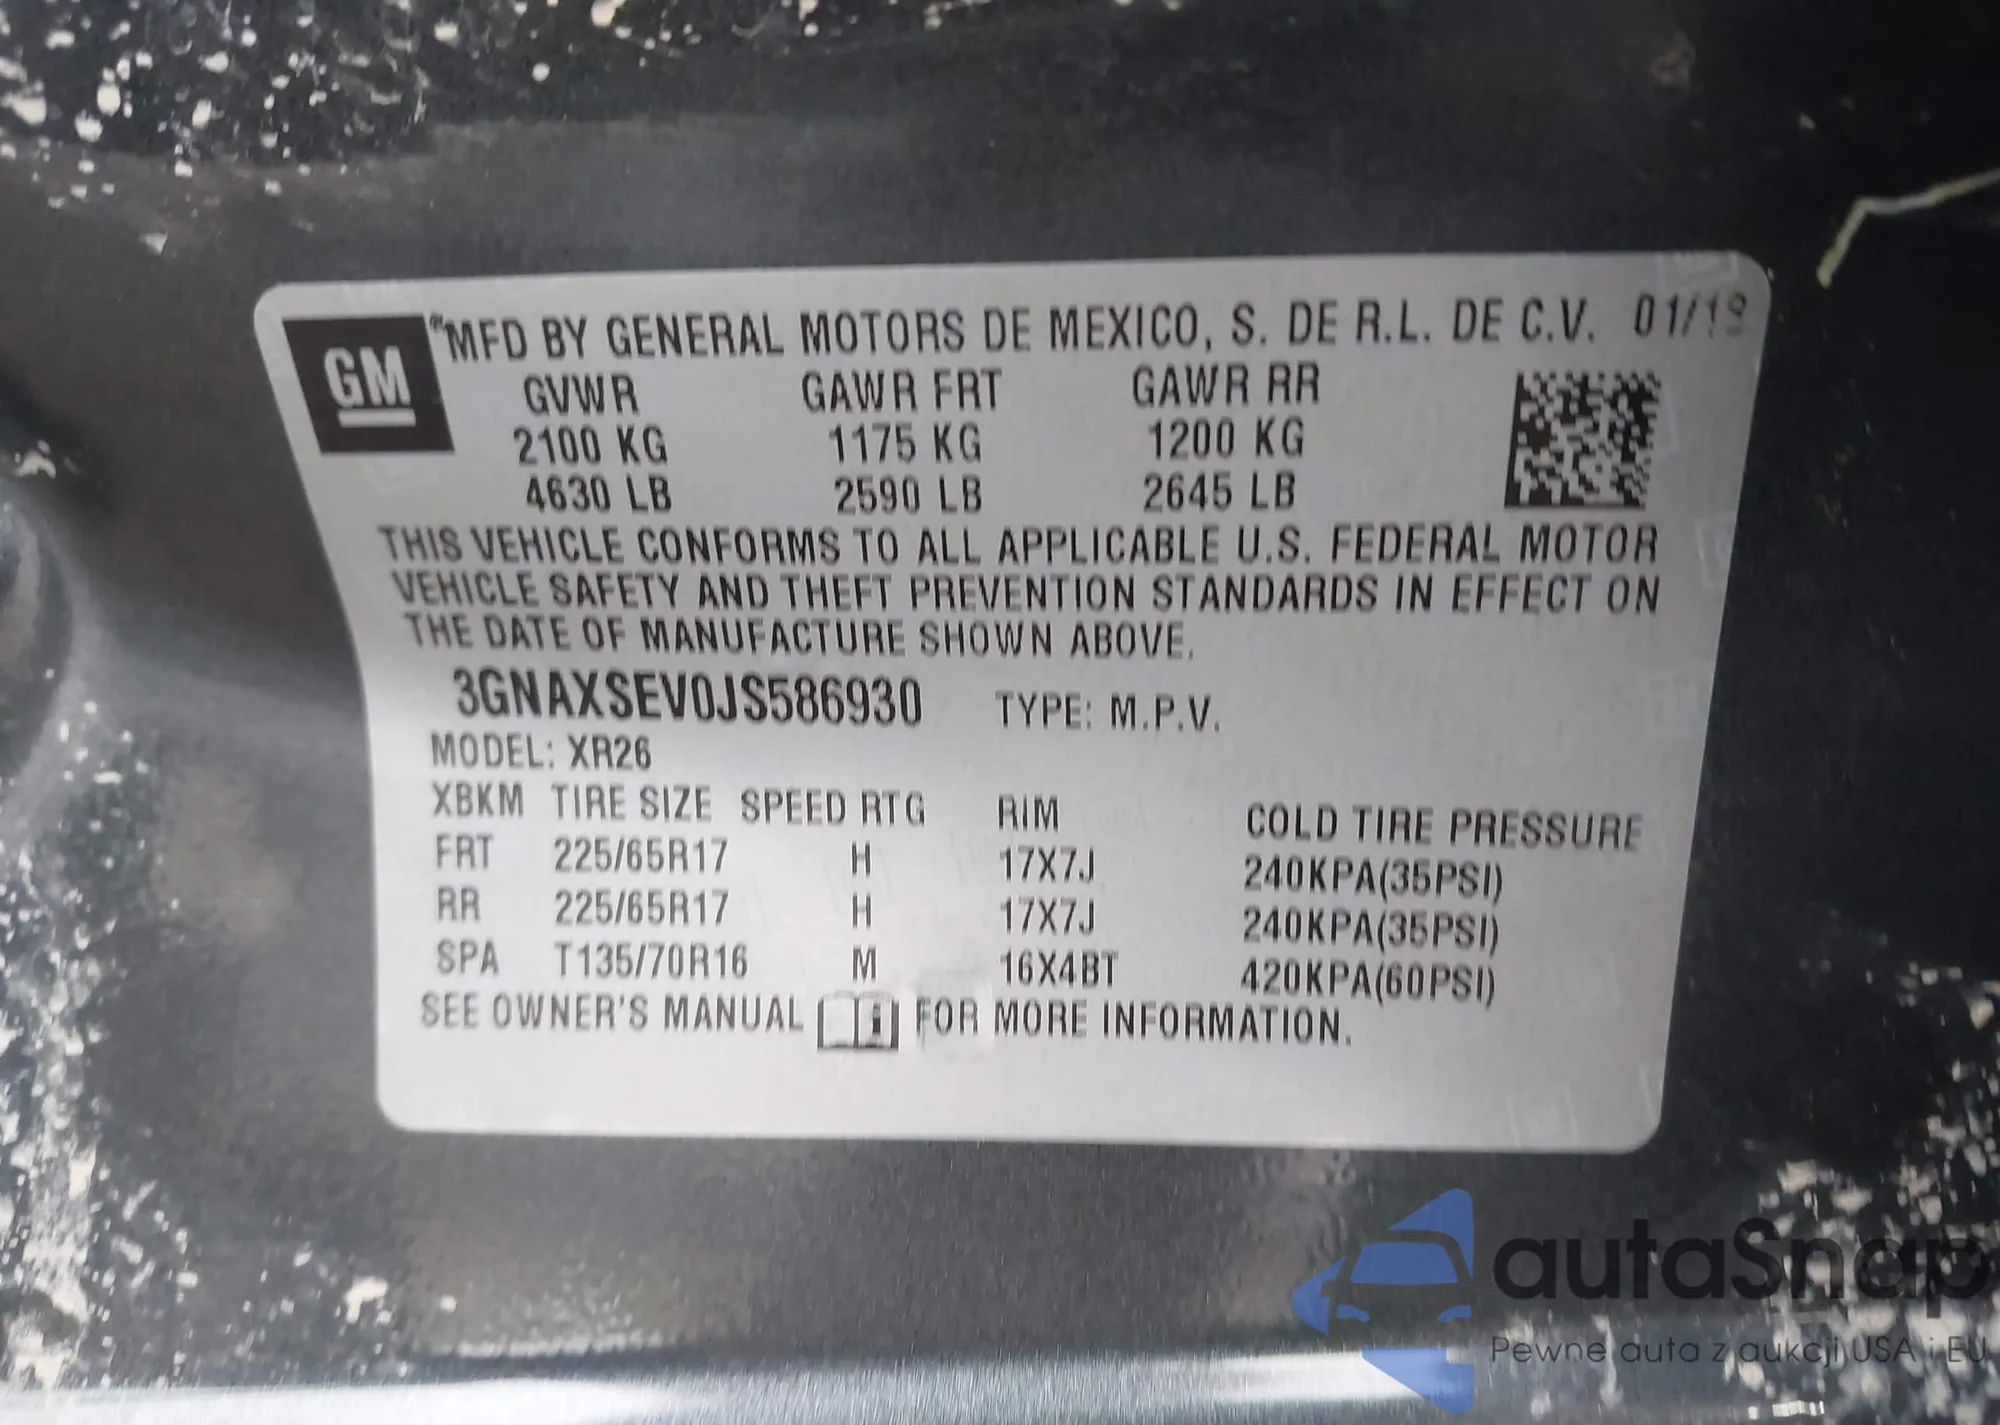 GM
MFD BY GENERAL MOTORS DE MEXICO, S. DE R.L. DE C.V.
GVWR GAWR FRT GAWR RR
2100 KG 1175 KG 1200 KG
4630 LB 2590 LB 2645 LB
THIS VEHICLE CONFORMS TO ALL APPLICABLE U.S. FEDERAL MOTOR
VEHICLE SAFETY AND THEFT PREVENTION STANDARDS IN EFFECT ON
THE DATE OF MANUFACTURE SHOWN ABOVE.
3GNAXSEV0JS586930 TYPE: M.P.V.
MODEL: XR26
XBKM TIRE SIZE SPEED RTG RIM COLD TIRE PRESSURE
FRT 225/65R17 H 17X7J 240KPA(35PSI)
RR 225/65R17 H 17X7J 240KPA(35PSI)
SPA T135/70R16 M 16X4BT 420KPA(60PSI)
SEE OWNER'S MANUAL FOR MORE INFORMATION.
autaSnap
Pewne auta z aukcji USA i EU